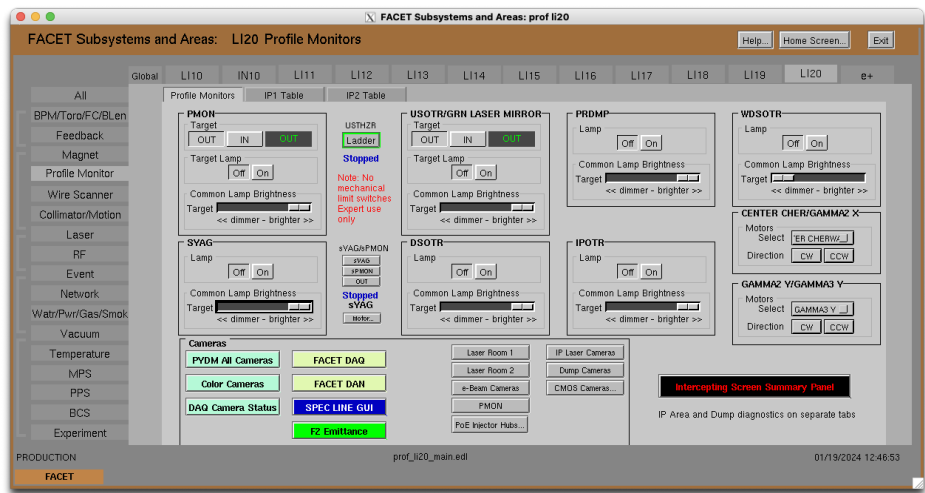 FACET Subsystems and Areas: prof li20
FACET Subsystems and Areas: LI20 Profile Monitors
Help... Home Screen... Exit
Global LI10 IN10 LI11 LI12 LI13 LI14 LI15 LI16 LI17 LI18 LI19 LI20 e+
All
BPM/Toro/FC/BLen
Feedback
Magnet
Profile Monitor
Wire Scanner
Collimator/Motion
Laser
RF
Event
Network
Watr/Pwr/Gas/Smok
Vacuum
Temperature
MPS
PPS
BCS
Experiment
Profile Monitors IP1 Table IP2 Table
PMON
Target
OUT IN OUT
Target Lamp
Off On
Common Lamp Brightness
Target
<< dimmer - brighter >>
USTHZR
Ladder
Stopped
Note: No
mechanical
limit switches
Expert use
only
USOTR/GRN LASER MIRROR
Target
OUT IN OUT
Target Lamp
Off On
Common Lamp Brightness
Target
<< dimmer - brighter >>
PRDMP
Lamp
Off On
Common Lamp Brightness
Target
<< dimmer - brighter >>
WDSOTR
Lamp
Off On
Common Lamp Brightness
Target
<< dimmer - brighter >>
SYAG
Lamp
Off On
Common Lamp Brightness
Target
<< dimmer - brighter >>
sYAG/sPMON
sYAG
sPMON
OUT
Stopped
sYAG
Motor...
DSOTR
Lamp
Off On
Common Lamp Brightness
Target
<< dimmer - brighter >>
IPOTR
Lamp
Off On
Common Lamp Brightness
Target
<< dimmer - brighter >>
CENTER CHER/GAMMA2 X
Motors
Select 'ER CHERW/
Direction CW CCW
GAMMA2 Y/GAMMA3 Y
Motors
Select GAMMA3 Y
Direction CW CCW
Cameras
PYDM All Cameras
Color Cameras
DAQ Camera Status
FACET DAQ
FACET DAN
SPEC LINE GUI
F2 Emittance
Laser Room 1
Laser Room 2
e-Beam Cameras
PMON
PoE Injector Hubs...
IP Laser Cameras
Dump Cameras
CMOS Cameras...
Intercepting Screen Summary Panel
IP Area and Dump diagnostics on separate tabs
PRODUCTION prof_li20_main.edl 01/19/2024 12:46:53
FACET